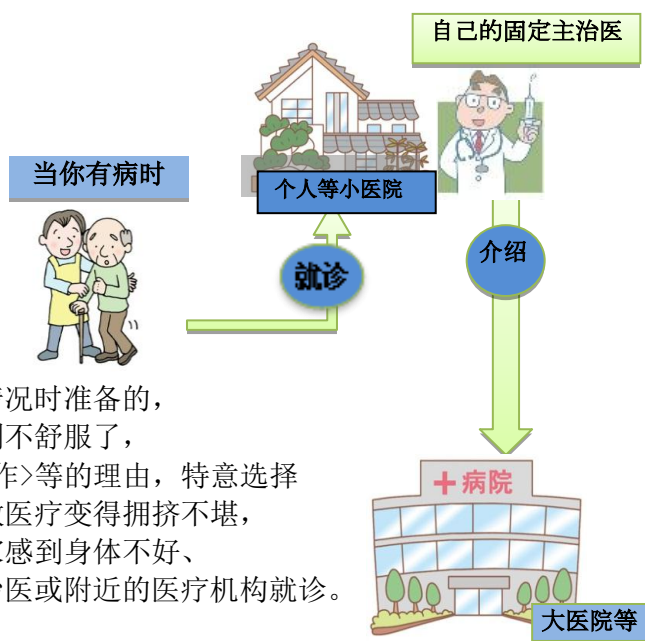 自己的固定主治医
当你有病时
个人等小医院
就诊
介绍
况时准备的，
不舒服了，
作>等的理由，特意选择
医疗变得拥挤不堪，
感到身体不好、
医或附近的医疗机构就诊。
病院
大医院等